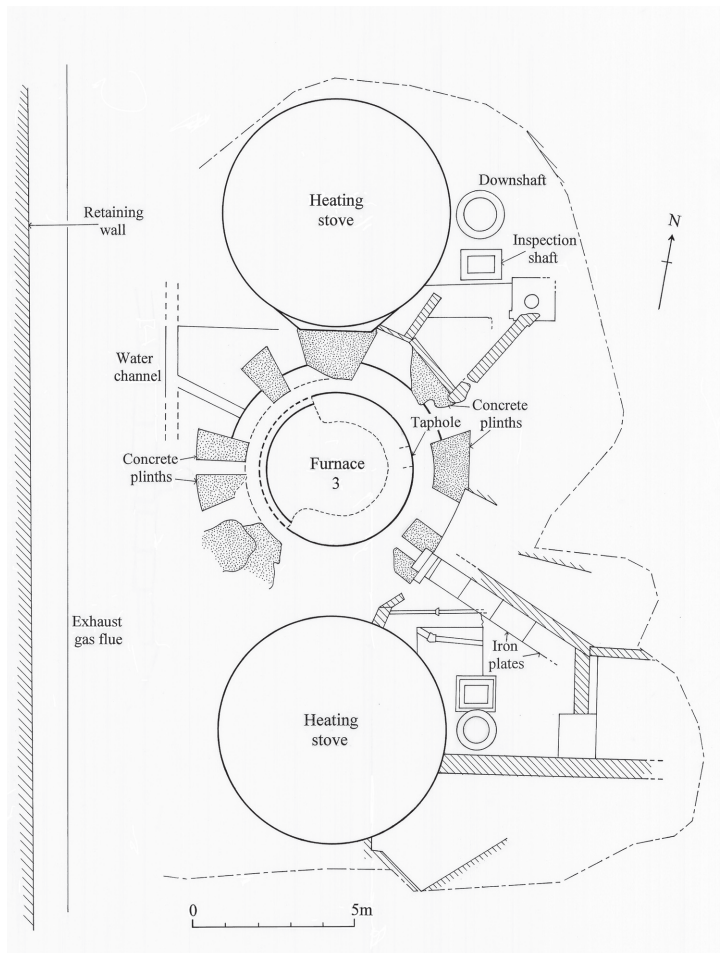 Heating
stove
Downshaft
Retaining
wall
N
Inspection
shaft
Water
channel
Concrete
plinths
Taphole
Concrete
plinths
Furnace
3
Exhaust
gas flue
Iron
plates
Heating
stove
0 5m